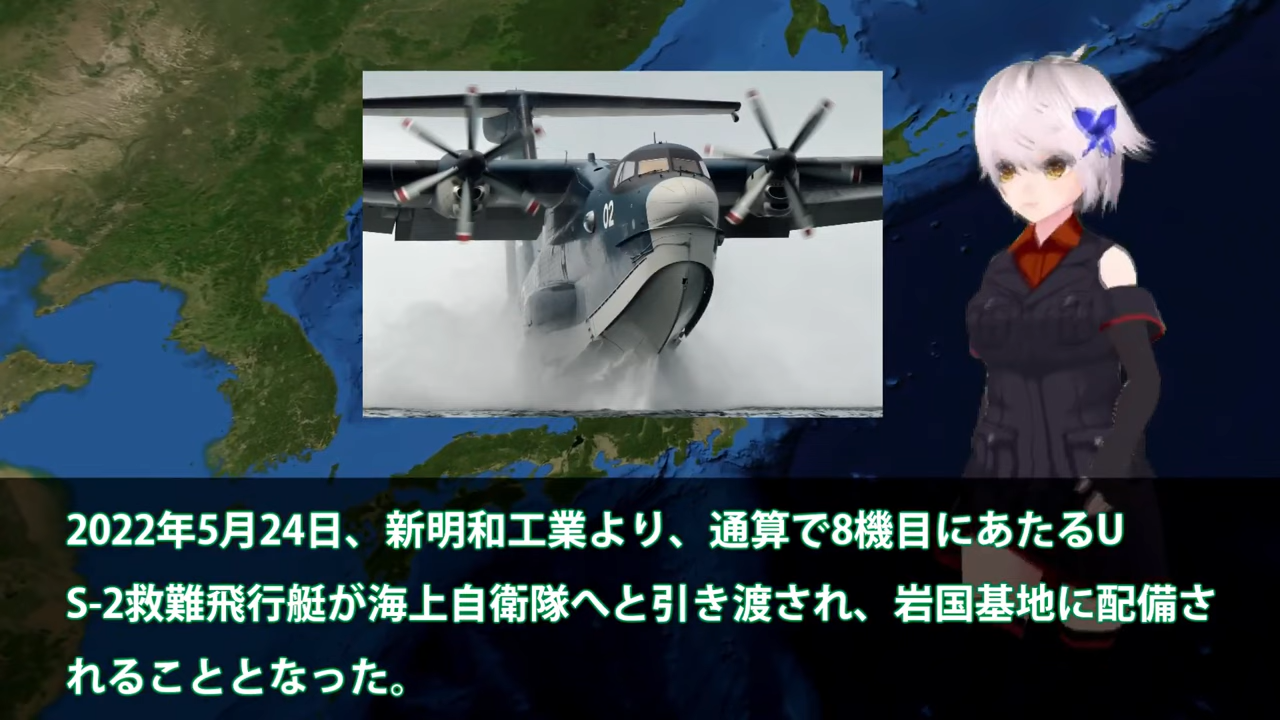 02
2022年5月24日、新明和工業より、通算で8機目にあたるU
S-2救難飛行艇が海上自衛隊へと引き渡され、岩国基地に配備さ
れることとなった。